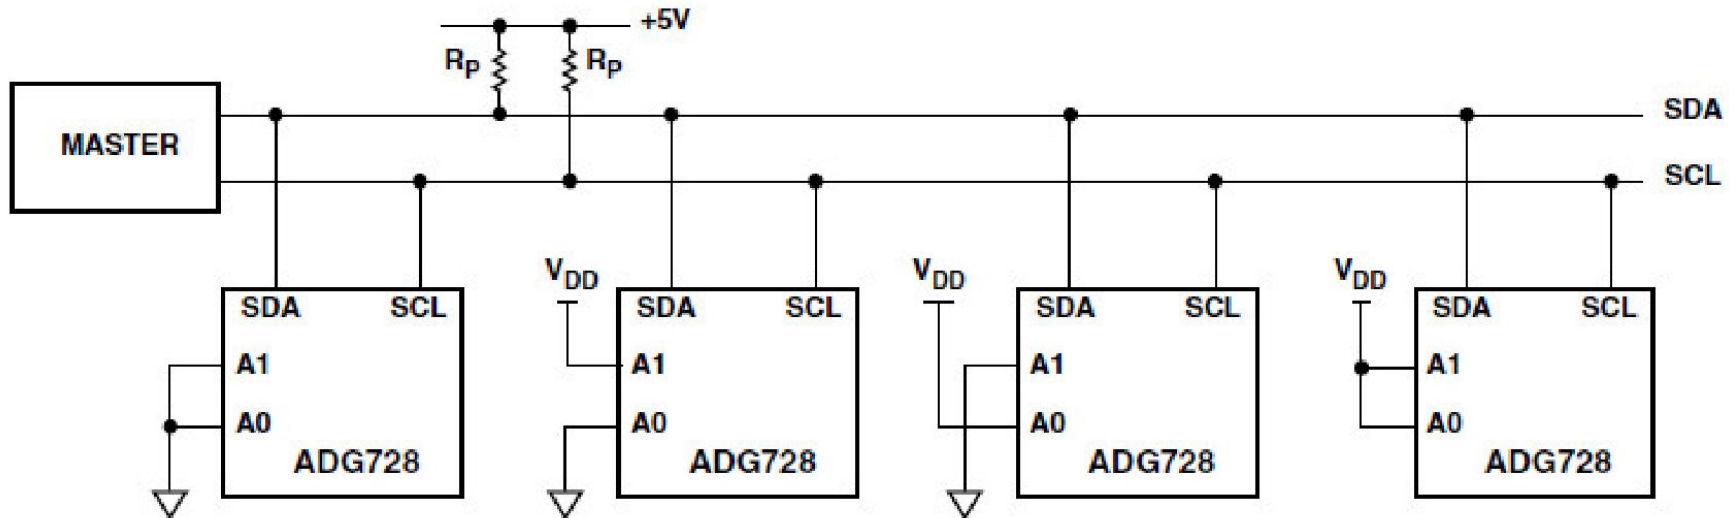 +5V
RP RP
SDA
MASTER
SCL
VDD VDD VDD
SDA SCL SDA SCL SDA SCL SDA SCL
A1 A1 A1 A1
A0 A0 A0 A0
ADG728 ADG728 ADG728 ADG728